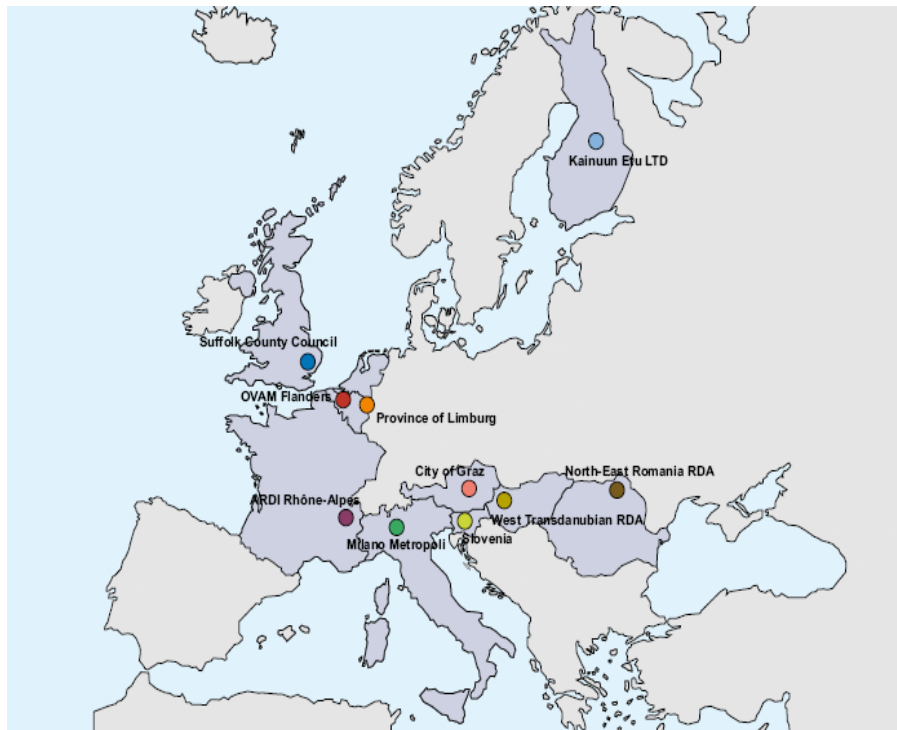 Kainuun Etu LTD
Suffolk County Council
OVAM Flanders
Province of Limburg
City of Graz
North-East Romania RDA
ARDI Rhône-Alpes
West Transdanubian RDA
Slovenia
Milano Metropoli